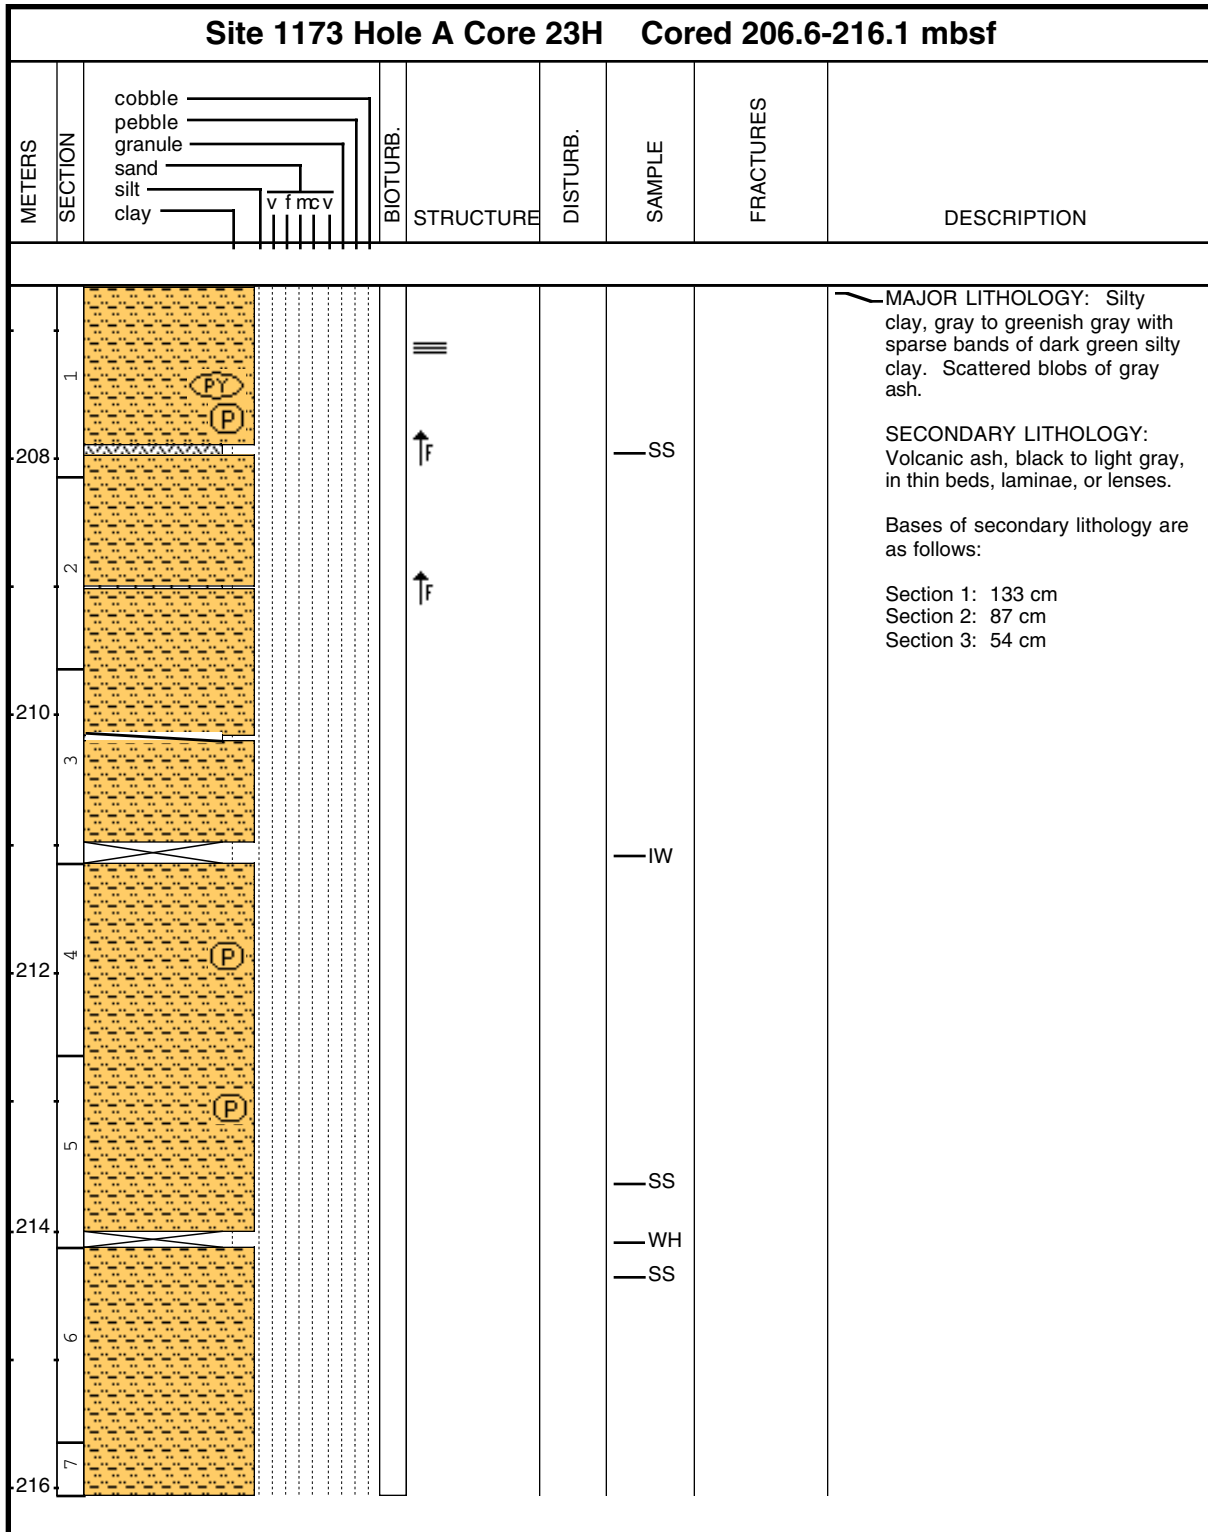 Site 1173 Hole A Core 23H Cored 206.6-216.1 mbsf
METERS
SECTION
cobble
pebble
granule
sand
silt
clay
v f m c v
BIOTURB.
STRUCTURE
DISTURB.
SAMPLE
FRACTURES
DESCRIPTION
MAJOR LITHOLOGY: Silty
clay, gray to greenish gray with
sparse bands of dark green silty
clay. Scattered blobs of gray
ash.
SECONDARY LITHOLOGY:
Volcanic ash, black to light gray,
in thin beds, laminae, or lenses.
Bases of secondary lithology are
as follows:
Section 1: 133 cm
Section 2: 87 cm
Section 3: 54 cm
1
PY
P
F
SS
208
2
F
210
3
IW
4
P
212
P
5
SS
214
WH
SS
6
7
216